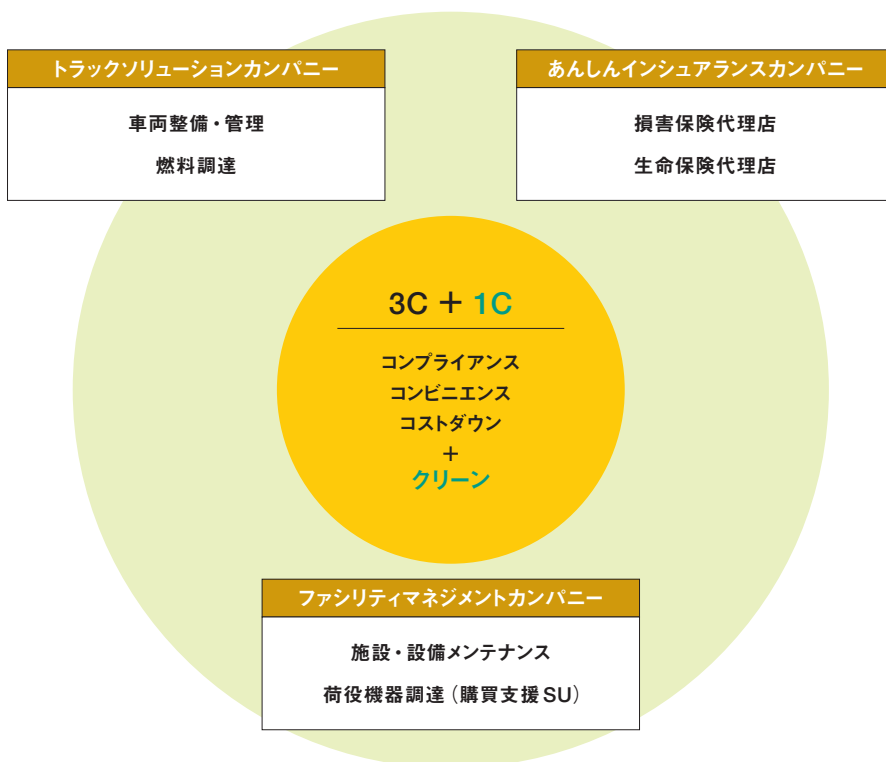 トラックソリューションカンパニー
車両整備・管理
燃料調達
あんしんインシュアランスカンパニー
損害保険代理店
生命保険代理店
3C + 1C
コンプライアンス
コンビニエンス
コストダウン
+
クリーン
ファシリティマネジメントカンパニー
施設・設備メンテナンス
荷役機器調達(購買支援SU)